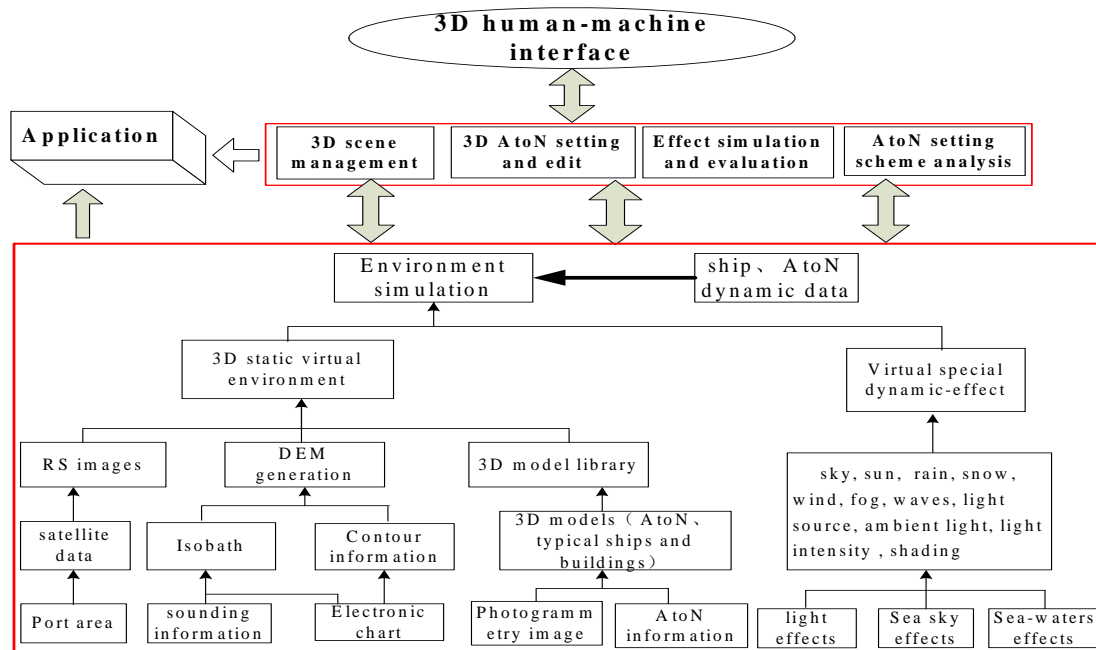 3D human-machine
interface
Application
3D scene
management
3D AtoN setting
and edit
Effect simulation
and evaluation
AtoN setting
scheme analysis
Environment
simulation
ship、AtoN
dynamic data
3D static virtual
environment
Virtual special
dynamic-effect
RS images
DEM
generation
3D model library
sky, sun, rain, snow,
wind, fog, waves, light
source, ambient light, light
intensity , shading
satellite
data
Isobath
Contour
information
3D models（AtoN、
typical ships and
buildings）
Port area
sounding
information
Electronic
chart
Photogramm
etry image
AtoN
information
light
effects
Sea sky
effects
Sea-waters
effects